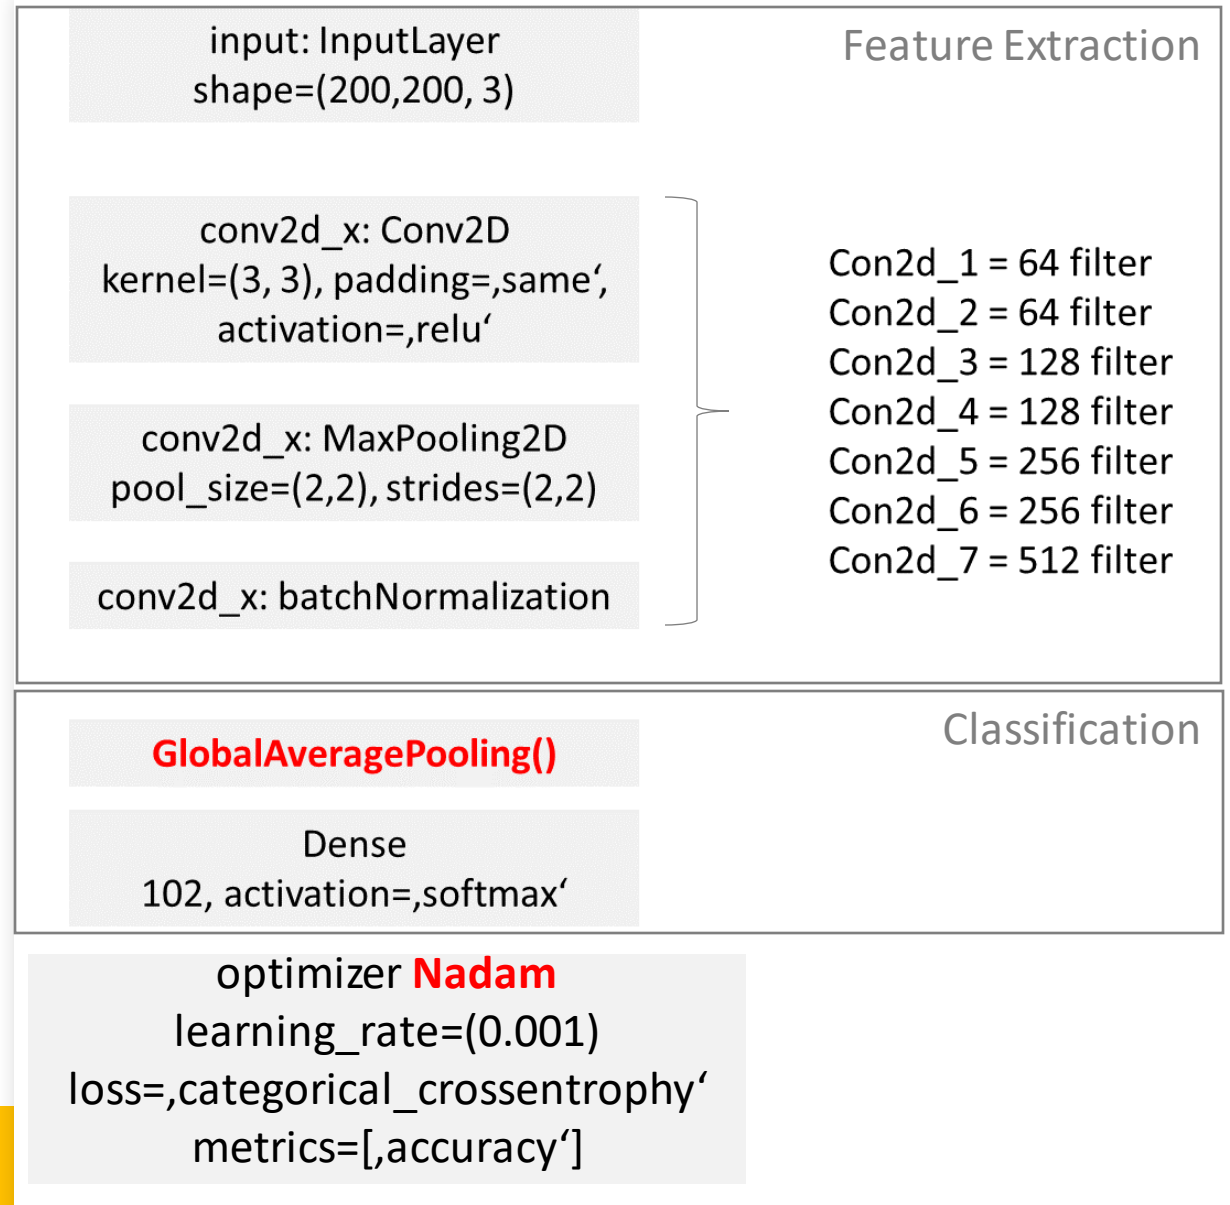 input: InputLayer
shape=(200,200, 3)
Feature Extraction
conv2d_x: Conv2D
kernel=(3, 3), padding=‚same‘,
activation=‚relu‘
conv2d_x: MaxPooling2D
pool_size=(2,2), strides=(2,2)
conv2d_x: batchNormalization
Con2d_1 = 64 filter
Con2d_2 = 64 filter
Con2d_3 = 128 filter
Con2d_4 = 128 filter
Con2d_5 = 256 filter
Con2d_6 = 256 filter
Con2d_7 = 512 filter
Classification
GlobalAveragePooling()
Dense
102, activation=‚softmax‘
optimizer Nadam
learning_rate=(0.001)
loss=‚categorical_crossentrophy‘
metrics=[‚accuracy‘]